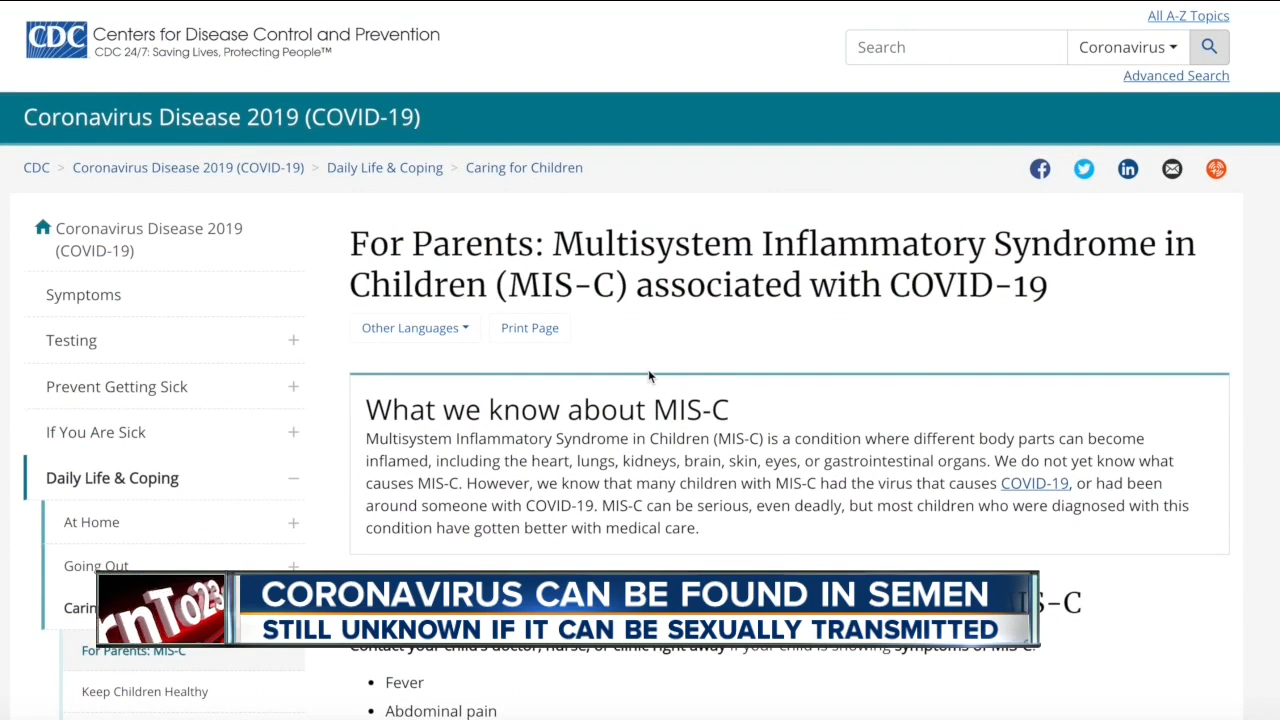 CDC
Centers for Disease Control and Prevention
CDC 24/7: Saving Lives, Protecting People™
All A-Z Topics
Search
Coronavirus
Advanced Search
Coronavirus Disease 2019 (COVID-19)
CDC > Coronavirus Disease 2019 (COVID-19) > Daily Life & Coping > Caring for Children
Coronavirus Disease 2019
(COVID-19)
Symptoms
Testing
Prevent Getting Sick
If You Are Sick
Daily Life & Coping
At Home
Going Out
For Parents: MIS-C
Keep Children Healthy
For Parents: Multisystem Inflammatory Syndrome in
Children (MIS-C) associated with COVID-19
Other Languages
Print Page
What we know about MIS-C
Multisystem Inflammatory Syndrome in Children (MIS-C) is a condition where different body parts can become
inflamed, including the heart, lungs, kidneys, brain, skin, eyes, or gastrointestinal organs. We do not yet know what
causes MIS-C. However, we know that many children with MIS-C had the virus that causes COVID-19, or had been
around someone with COVID-19. MIS-C can be serious, even deadly, but most children who were diagnosed with this
condition have gotten better with medical care.
Contact your child's doctor, nurse, or clinic right away if your child is showing symptoms of MIS-C:
Fever
Abdominal pain
rnTo23
CORONAVIRUS CAN BE FOUND IN SEMEN
STILL UNKNOWN IF IT CAN BE SEXUALLY TRANSMITTED